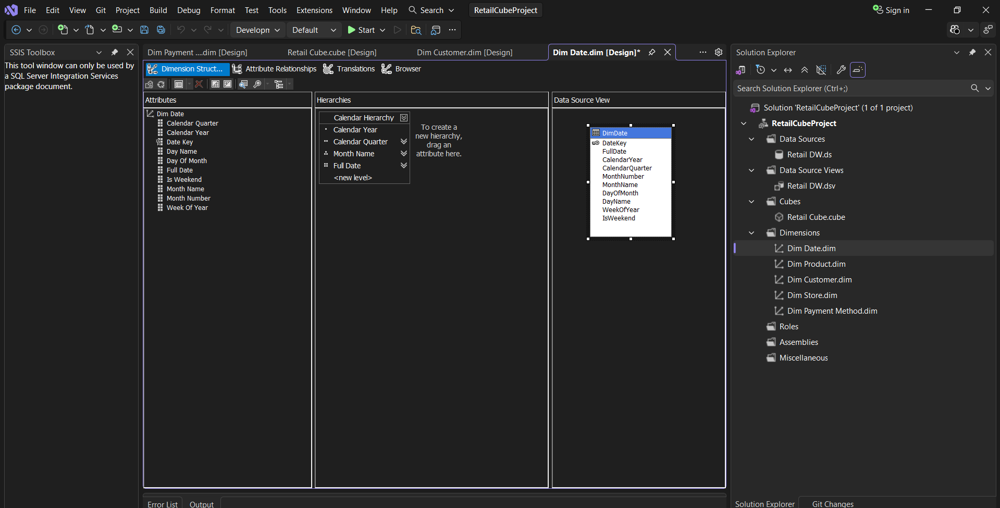 File Edit View Git Project Build Debug Format Test Tools Extensions Window Help Search RetailCubeProject Sign in
Developn Default Start
SSIS Toolbox
This tool window can only be used by
a SQL Server Integration Services
package document.
Dim Payment ....dim [Design] Retail Cube.cube [Design] Dim Customer.dim [Design] Dim Date.dim [Design]*
Dimension Struct... Attribute Relationships Translations Browser
Attributes
Dim Date
Calendar Quarter
Calendar Year
Date Key
Day Name
Day Of Month
Full Date
Is Weekend
Month Name
Month Number
Week Of Year
Hierarchies
Calendar Hierarchy
Calendar Year
Calendar Quarter
Month Name
Full Date
<new level>
To create a
new hierarchy,
drag an
attribute here.
Data Source View
DimDate
DateKey
FullDate
CalendarYear
CalendarQuarter
MonthNumber
MonthName
DayOfMonth
DayName
WeekOfYear
IsWeekend
Error List Output
Solution Explorer
Search Solution Explorer (Ctrl+;)
Solution 'RetailCubeProject' (1 of 1 project)
RetailCubeProject
Data Sources
Retail DW.ds
Data Source Views
Retail DW.dsv
Cubes
Retail Cube.cube
Dimensions
Dim Date.dim
Dim Product.dim
Dim Customer.dim
Dim Store.dim
Dim Payment Method.dim
Roles
Assemblies
Miscellaneous
Solution Explorer Git Changes